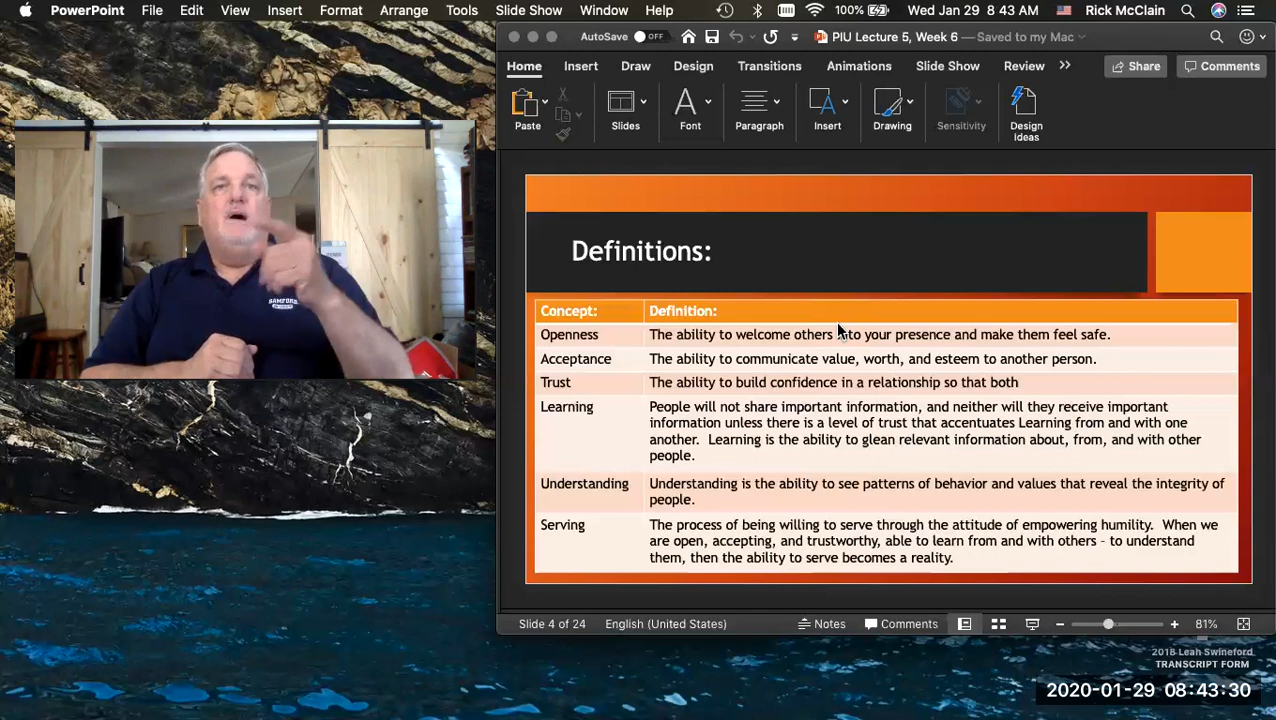 PowerPoint File Edit View Insert Format Arrange Tools Slide Show Window Help 100% Wed Jan 29 8:43 AM Rick McClain
AutoSave OFF PIU Lecture 5, Week 6 — Saved to my Mac
Home Insert Draw Design Transitions Animations Slide Show Review Share Comments
Paste Slides Font Paragraph Insert Drawing Sensitivity Design Ideas
SAMFORD
Definitions:
Concept: Definition:
Openness The ability to welcome others to your presence and make them feel safe.
Acceptance The ability to communicate value, worth, and esteem to another person.
Trust The ability to build confidence in a relationship so that both
Learning People will not share important information, and neither will they receive important
information unless there is a level of trust that accentuates Learning from and with one
another. Learning is the ability to glean relevant information about, from, and with other
people.
Understanding Understanding is the ability to see patterns of behavior and values that reveal the integrity of
people.
Serving The process of being willing to serve through the attitude of empowering humility. When we
are open, accepting, and trustworthy, able to learn from and with others – to understand
them, then the ability to serve becomes a reality.
Slide 4 of 24 English (United States) Notes Comments 81%
2018 Leah Swineford
TRANSCRIPT FORM
2020-01-29 08:43:30